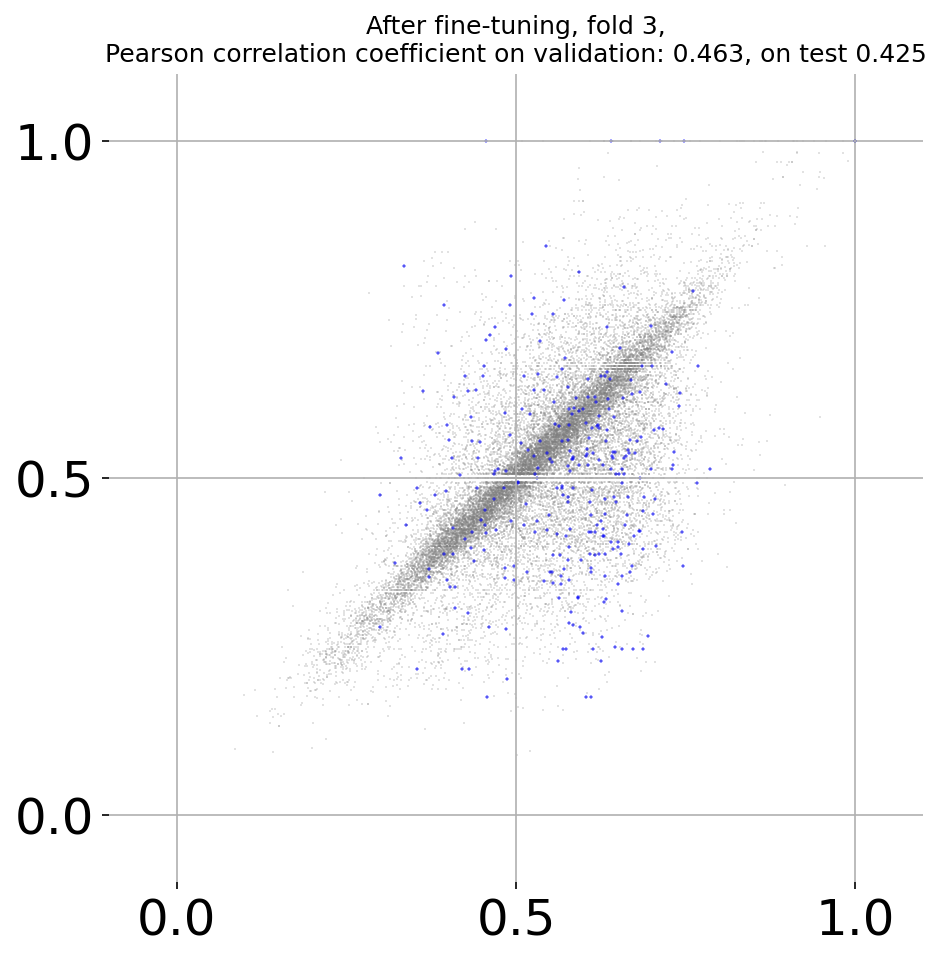 After fine-tuning, fold 3,
Pearson correlation coefficient on validation: 0.463, on test 0.425
1.0
0.5
0.0
0.0 0.5 1.0